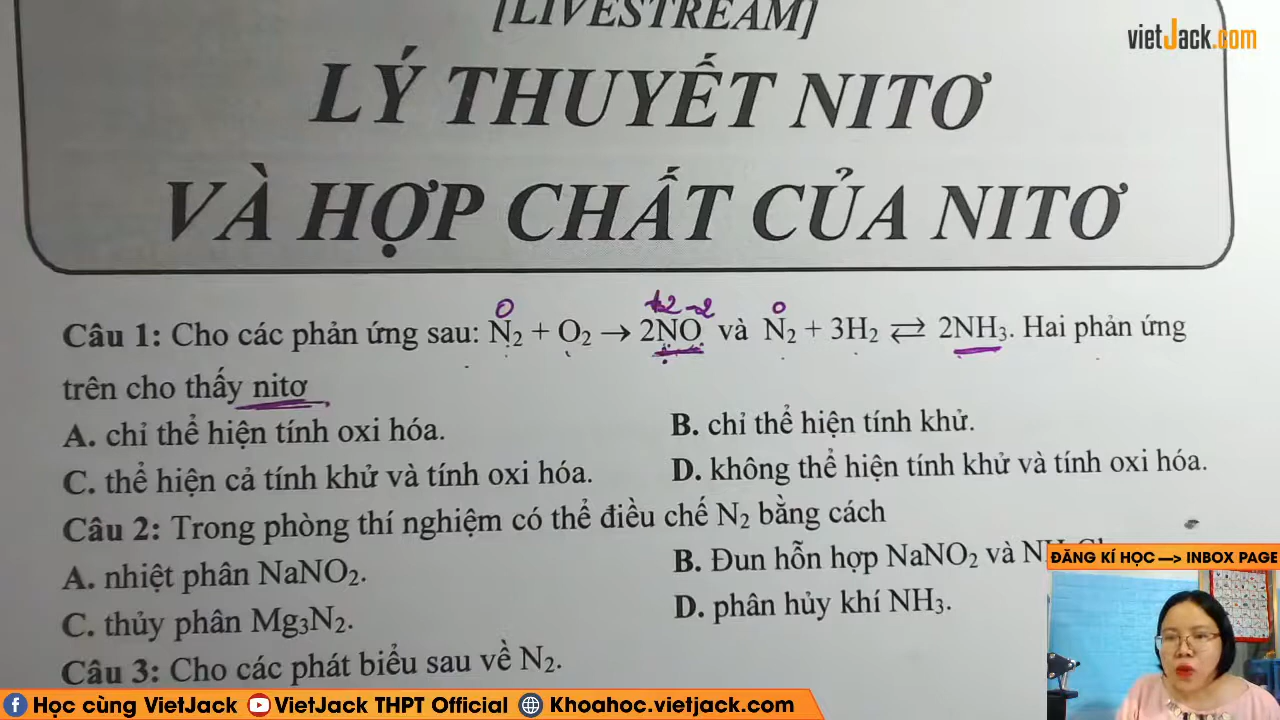 [LIVESTREAM]
vietJack.com
LÝ THUYẾT NITƠ
VÀ HỢP CHẤT CỦA NITƠ
0 +2 -2 0
Câu 1: Cho các phản ứng sau: N₂ + O₂ → 2NO và N₂ + 3H₂ ⇄ 2NH₃. Hai phản ứng
trên cho thấy nitơ
A. chỉ thể hiện tính oxi hóa. B. chỉ thể hiện tính khử.
C. thể hiện cả tính khử và tính oxi hóa. D. không thể hiện tính khử và tính oxi hóa.
Câu 2: Trong phòng thí nghiệm có thể điều chế N₂ bằng cách
A. nhiệt phân NaNO₂. B. Đun hỗn hợp NaNO₂ và
ĐĂNG KÍ HỌC —> INBOX PAGE
C. thủy phân Mg₃N₂. D. phân hủy khí NH₃.
Câu 3: Cho các phát biểu sau về N₂.
Học cùng VietJack VietJack THPT Official Khoahoc.vietjack.com